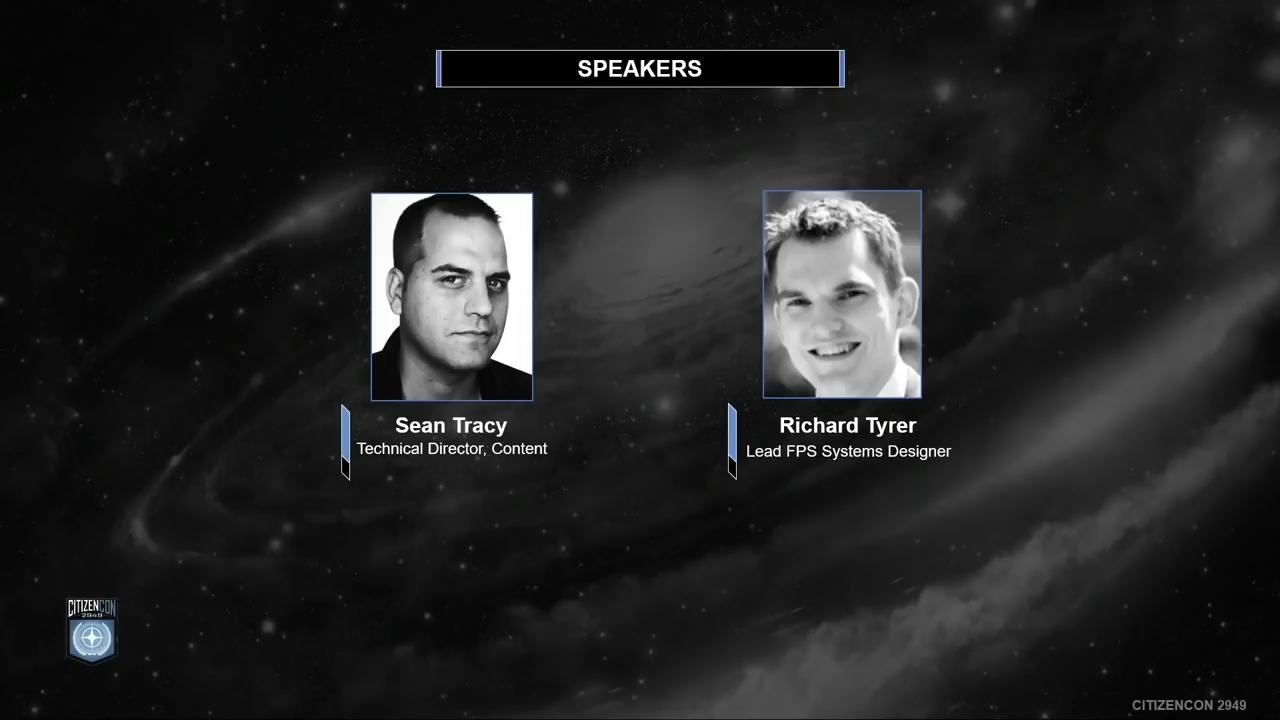 SPEAKERS
Sean Tracy
Technical Director, Content
Richard Tyrer
Lead FPS Systems Designer
CITIZENCON
2949
CITIZENCON 2949